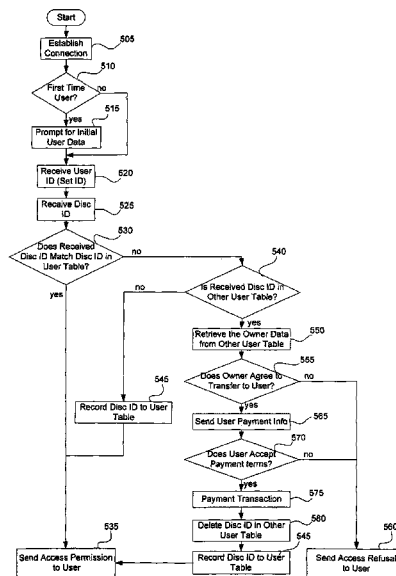 Start
Establish
Connection
505
510
First Time
User?
no
yes
515
Prompt for Initial
User Data
Receive User
ID (Set ID)
520
Receive Disc
ID
525
530
Does Received
Disc ID Match Disc ID in
User Table?
no
yes
540
Is Received Disc ID in
Other User Table?
no
yes
Retrieve the Owner Data
from Other User Table
550
555
Does Owner Agree to
Transfer to User?
no
yes
545
Record Disc ID to User
Table
Send User Payment Info
565
570
Does User Accept
Payment terms?
no
yes
Payment Transaction
575
Delete Disc ID in Other
User Table
580
545
Record Disc ID to User
Table
535
Send Access Permission
to User
560
Send Access Refusal
to User